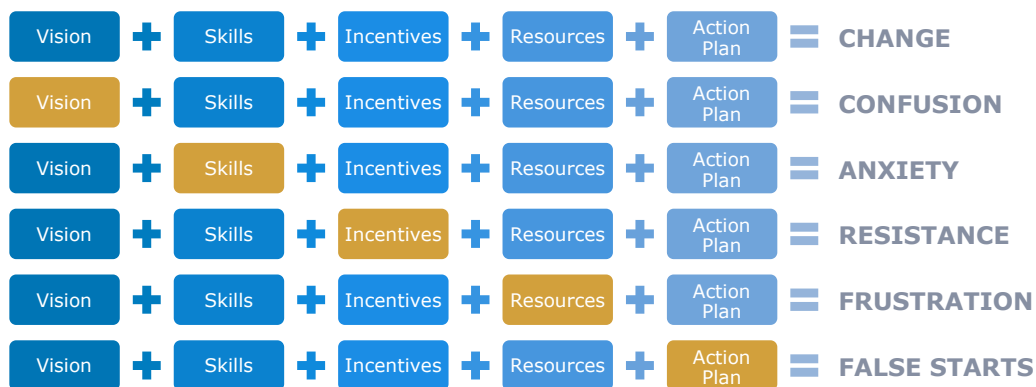 Vision + Skills + Incentives + Resources + Action Plan = CHANGE
Vision + Skills + Incentives + Resources + Action Plan = CONFUSION
Vision + Skills + Incentives + Resources + Action Plan = ANXIETY
Vision + Skills + Incentives + Resources + Action Plan = RESISTANCE
Vision + Skills + Incentives + Resources + Action Plan = FRUSTRATION
Vision + Skills + Incentives + Resources + Action Plan = FALSE STARTS